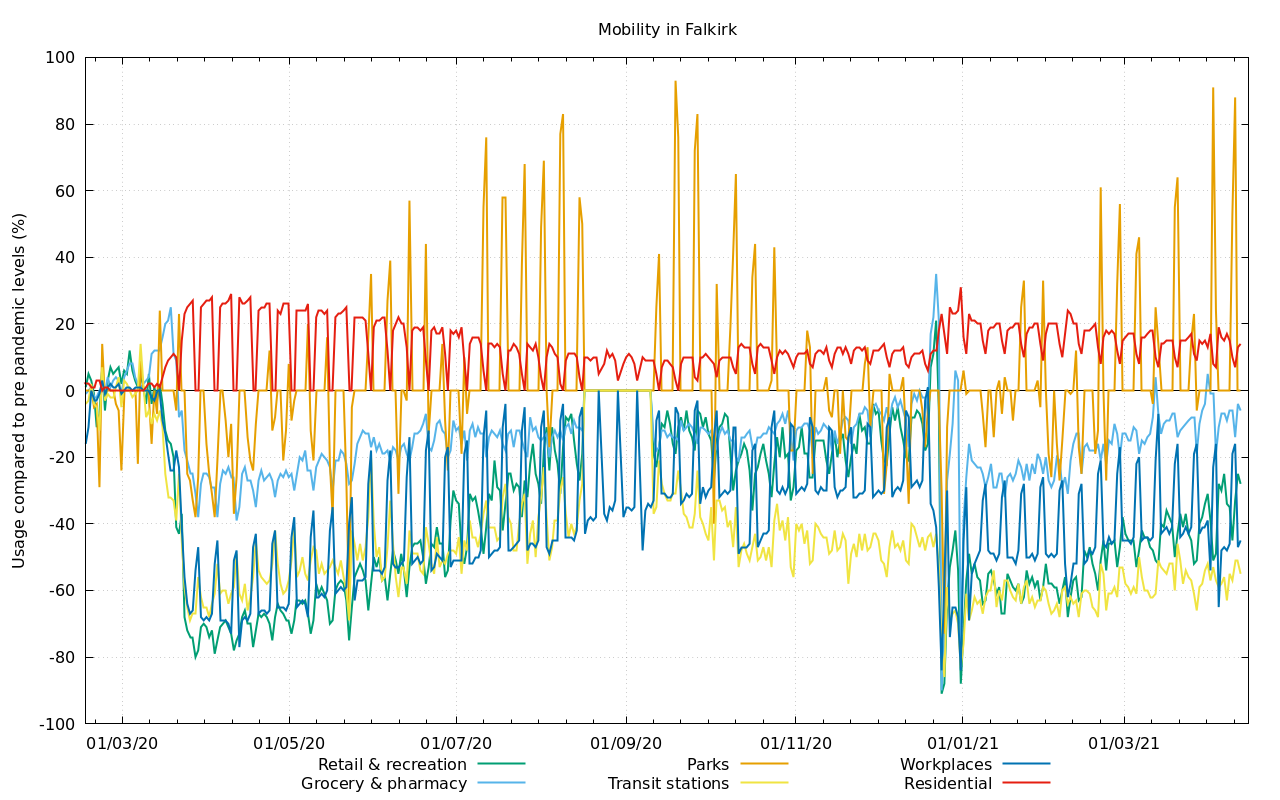 Mobility in Falkirk
Usage compared to pre pandemic levels (%)
100
80
60
40
20
0
-20
-40
-60
-80
-100
01/03/20 01/05/20 01/07/20 01/09/20 01/11/20 01/01/21 01/03/21
Retail & recreation Parks Workplaces
Grocery & pharmacy Transit stations Residential